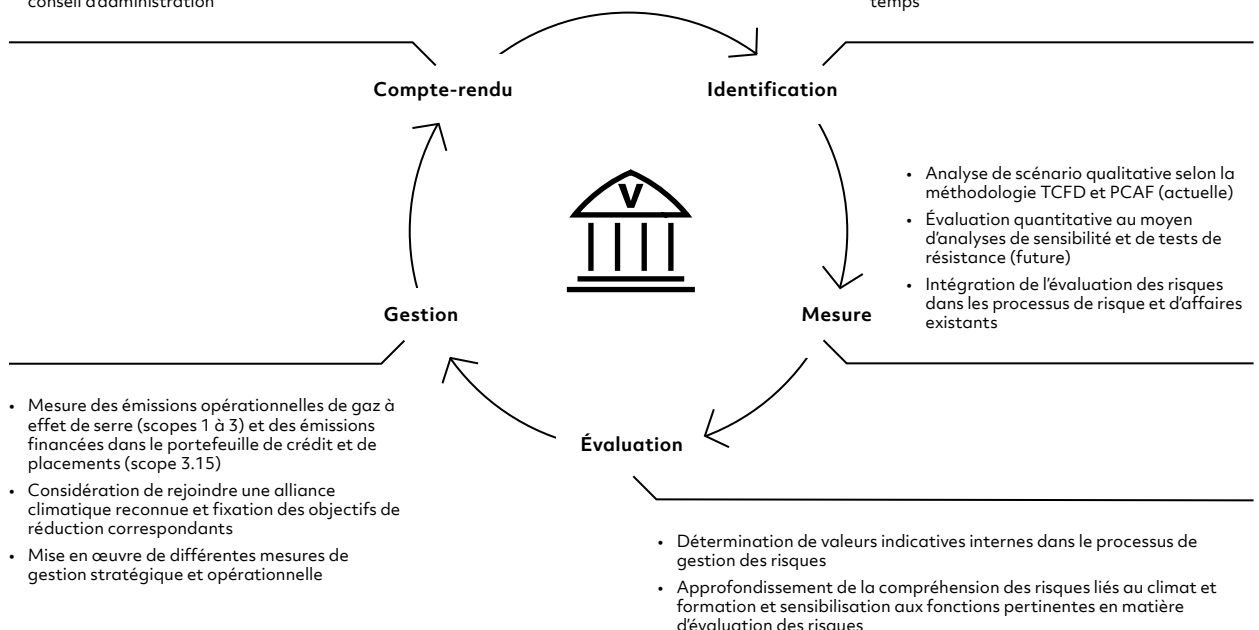 conseil d'administration
temps
Compte-rendu
Identification
• Analyse de scénario qualitative selon la
méthodologie TCFD et PCAF (actuelle)
• Évaluation quantitative au moyen
d'analyses de sensibilité et de tests de
résistance (future)
• Intégration de l'évaluation des risques
dans les processus de risque et d'affaires
existants
V
Gestion
Mesure
• Mesure des émissions opérationnelles de gaz à
effet de serre (scopes 1 à 3) et des émissions
financées dans le portefeuille de crédit et de
placements (scope 3.15)
• Considération de rejoindre une alliance
climatique reconnue et fixation des objectifs de
réduction correspondants
• Mise en œuvre de différentes mesures de
gestion stratégique et opérationnelle
Évaluation
• Détermination de valeurs indicatives internes dans le processus de
gestion des risques
• Approfondissement de la compréhension des risques liés au climat et
formation et sensibilisation aux fonctions pertinentes en matière
d'évaluation des risques